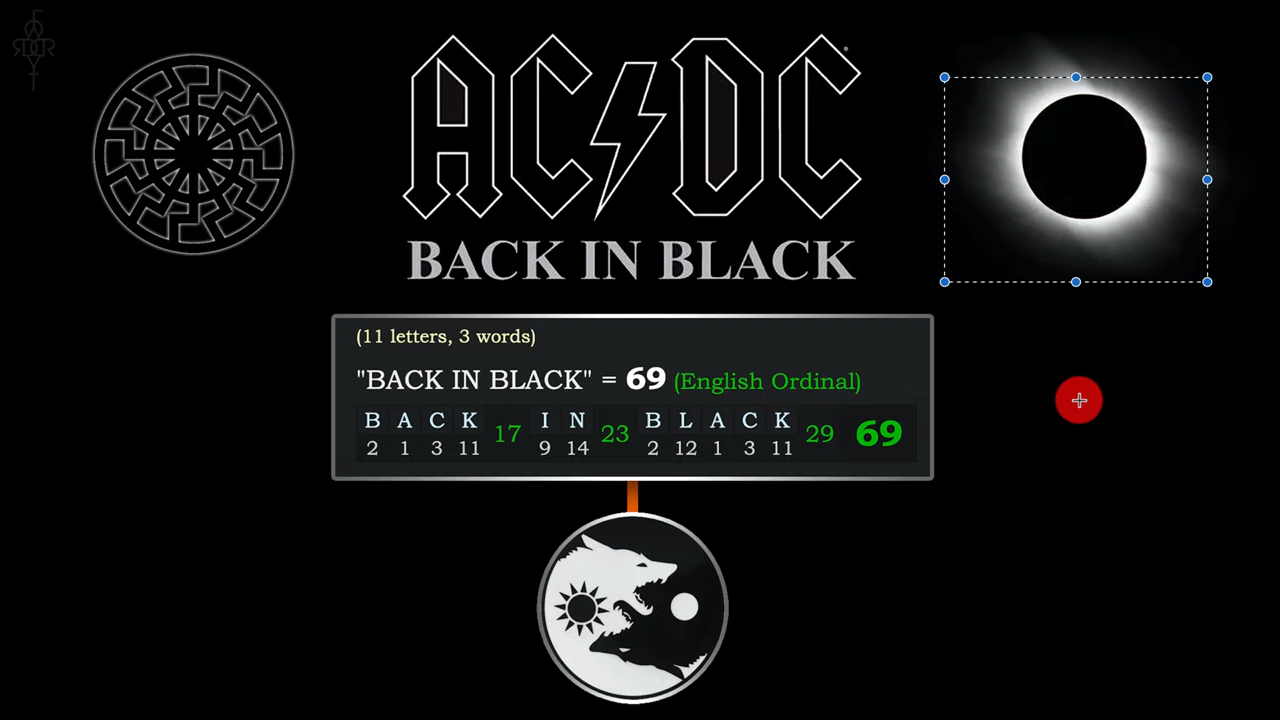 AC⚡DC
BACK IN BLACK
(11 letters, 3 words)
"BACK IN BLACK" = 69 (English Ordinal)
B A C K 17 I N 23 B L A C K 29 69
2 1 3 11 9 14 2 12 1 3 11